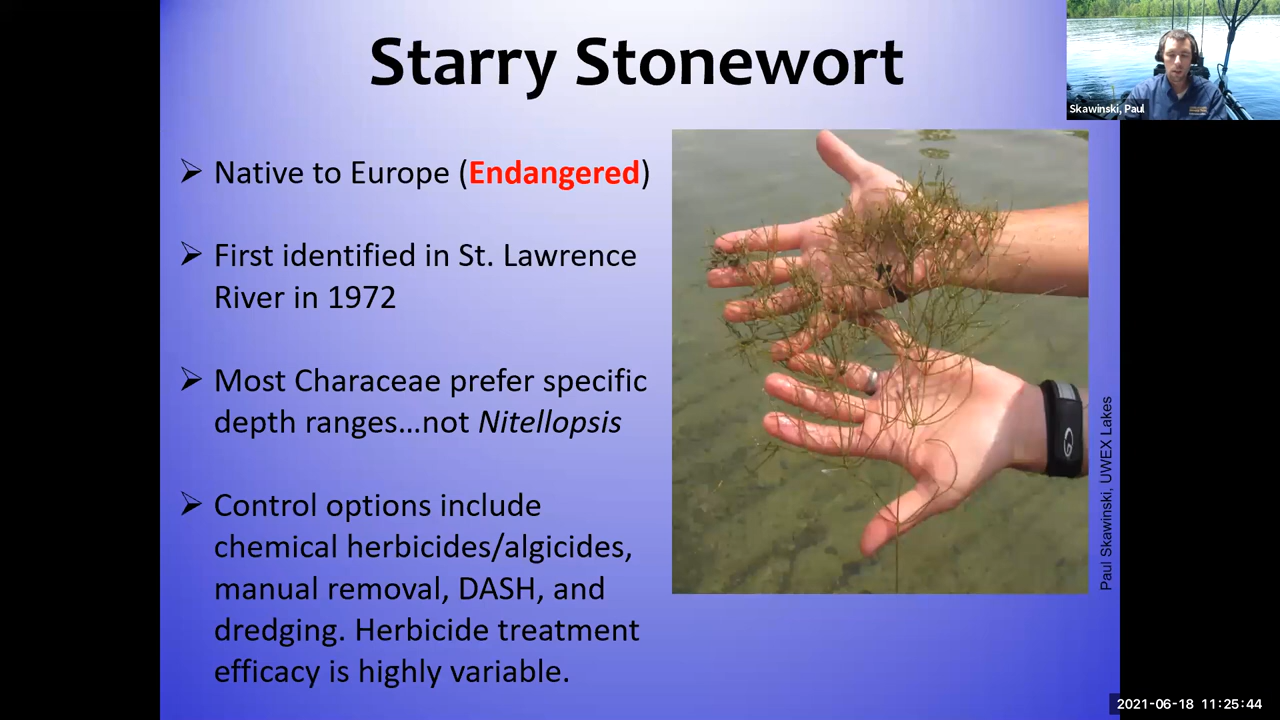 Starry Stonewort
Skawinski, Paul
➢ Native to Europe (Endangered)
➢ First identified in St. Lawrence
River in 1972
➢ Most Characeae prefer specific
depth ranges…not Nitellopsis
➢ Control options include
chemical herbicides/algicides,
manual removal, DASH, and
dredging. Herbicide treatment
efficacy is highly variable.
Paul Skawinski, UWEX Lakes
2021-06-18 11:25:44